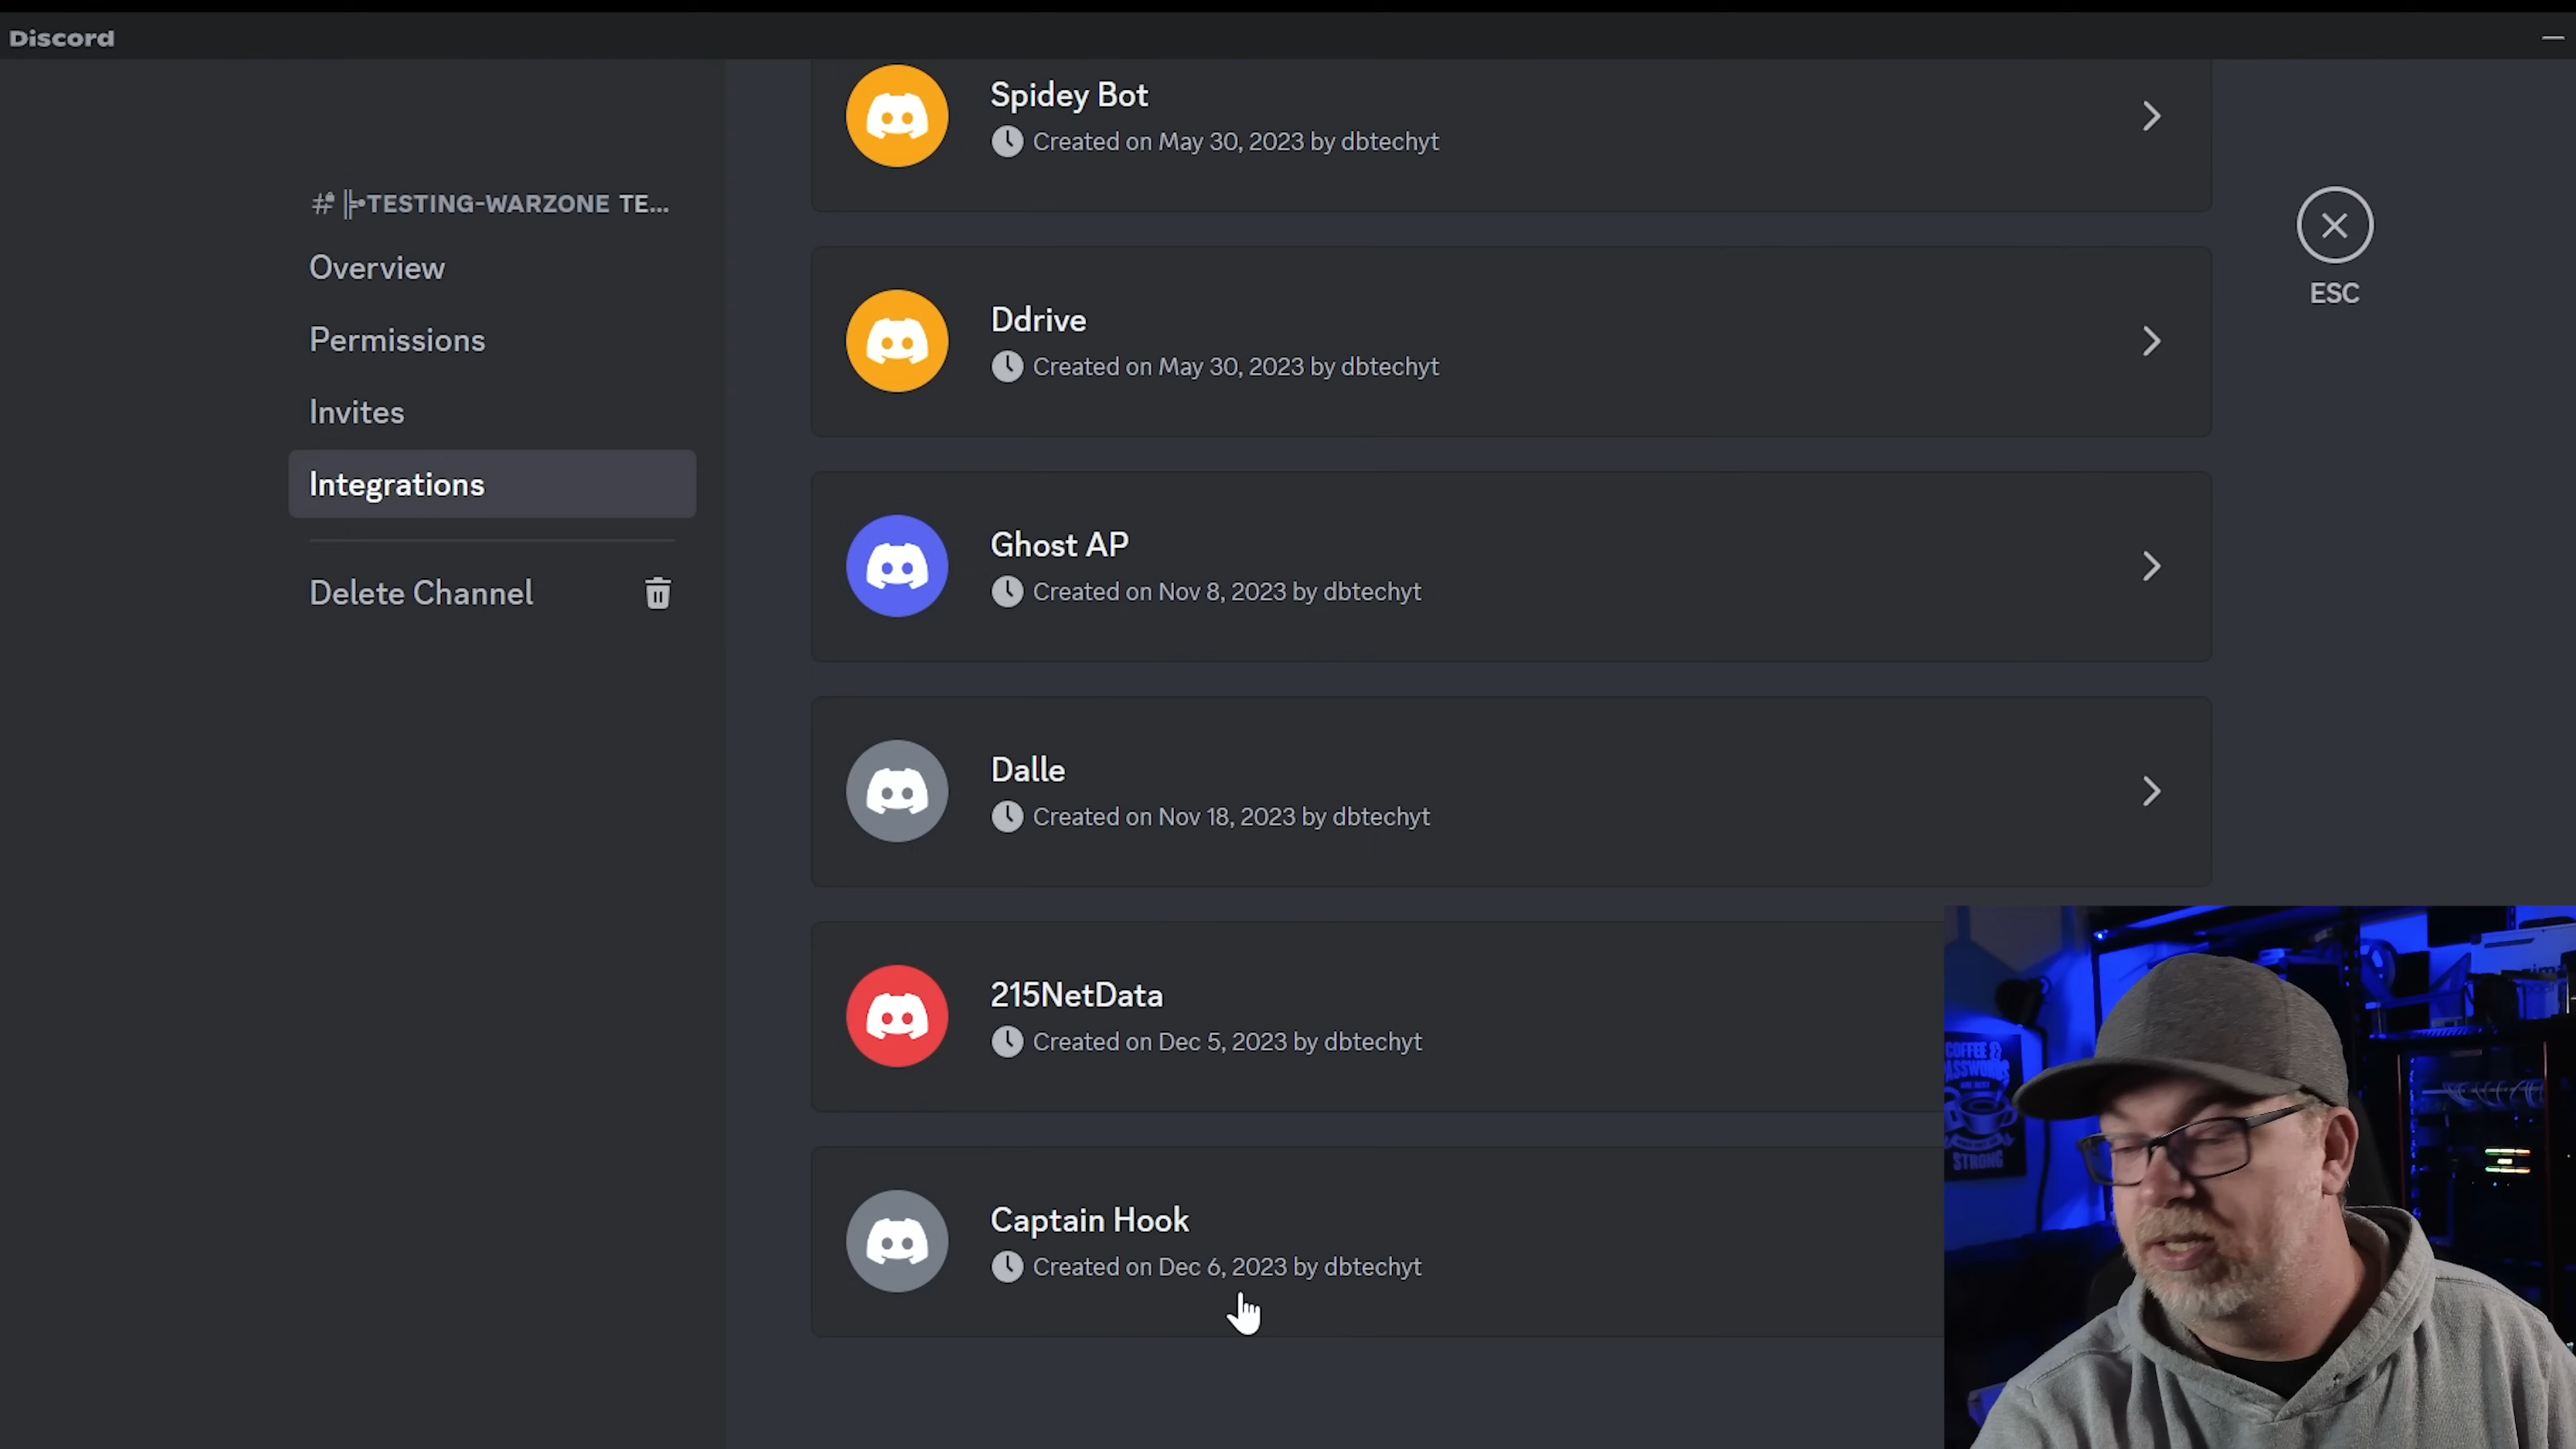 Discord
# ╠•TESTING-WARZONE TE...
Overview
Permissions
Invites
Integrations
Delete Channel
Spidey Bot
Created on May 30, 2023 by dbtechyt
Ddrive
Created on May 30, 2023 by dbtechyt
Ghost AP
Created on Nov 8, 2023 by dbtechyt
Dalle
Created on Nov 18, 2023 by dbtechyt
215NetData
Created on Dec 5, 2023 by dbtechyt
Captain Hook
Created on Dec 6, 2023 by dbtechyt
ESC
COFFEE &
PASSWORDS
STRONG